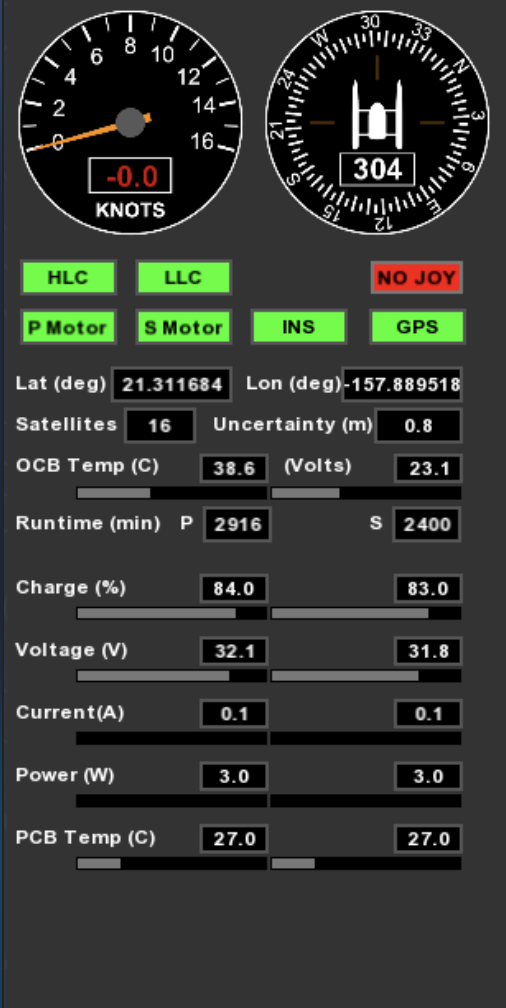 0 2 4 6 8 10 12 14 16
-0.0
KNOTS
30 33 N 3 6 E 12 15 S 21 24 W
304
HLC LLC NO JOY
P Motor S Motor INS GPS
Lat (deg) 21.311684 Lon (deg) -157.889518
Satellites 16 Uncertainty (m) 0.8
OCB Temp (C) 38.6 (Volts) 23.1
Runtime (min) P 2916 S 2400
Charge (%) 84.0 83.0
Voltage (V) 32.1 31.8
Current(A) 0.1 0.1
Power (W) 3.0 3.0
PCB Temp (C) 27.0 27.0